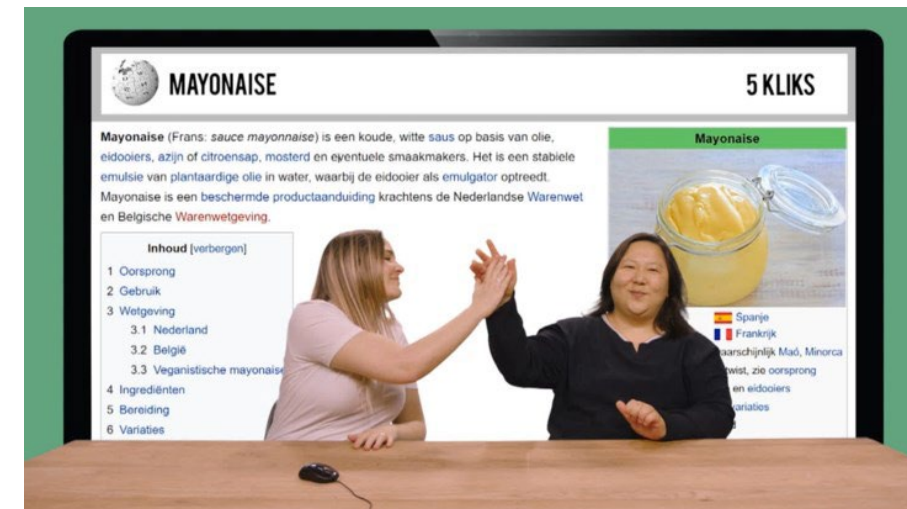 MAYONAISE
5 KLIKS
Mayonaise (Frans: sauce mayonnaise) is een koude, witte saus op basis van olie,
eidooiers, azijn of citroensap, mosterd en eventuele smaakmakers. Het is een stabiele
emulsie van plantaardige olie in water, waarbij de eidooier als emulgator optreedt.
Mayonaise is een beschermde productaanduiding krachtens de Nederlandse Warenwet
en Belgische Warenwetgeving.
Inhoud [verbergen]
1 Oorsprong
2 Gebruik
3 Wetgeving
3.1 Nederland
3.2 België
3.3 Veganistische mayonaise
4 Ingrediënten
5 Bereiding
6 Variaties
Mayonaise
Spanje
Frankrijk
Maó, Minorca
twist, zie oorsprong
en eidooiers
variaties